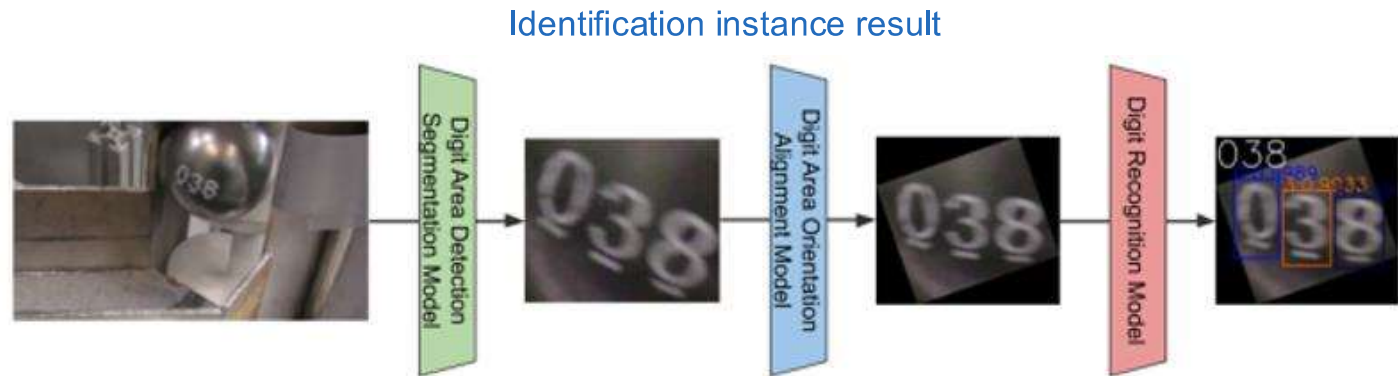 Identification instance result
038
Digit Area Detection
Segmentation Model
038
Digit Area Orientation
Alignment Model
038
Digit Recognition Model
038
038